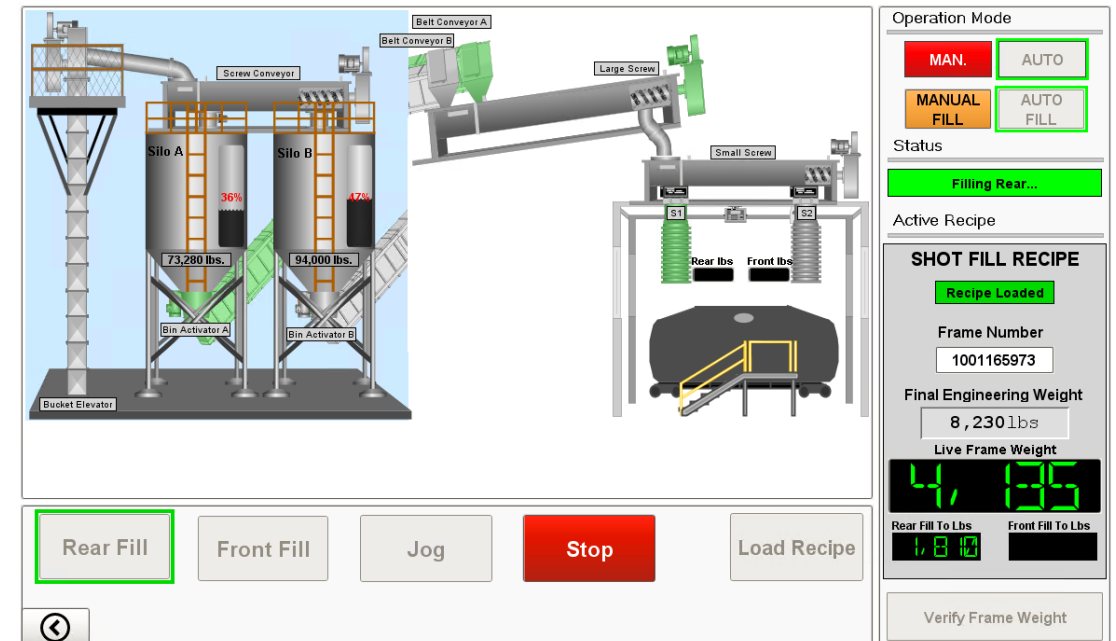 Belt Conveyor A
Belt Conveyor B
Screw Conveyor
Large Screw
Small Screw
Silo A
Silo B
36%
47%
S1
S2
73,280 lbs.
94,000 lbs.
Rear lbs
Front lbs
Bin Activator A
Bin Activator B
Bucket Elevator
Rear Fill
Front Fill
Jog
Stop
Load Recipe
Operation Mode
MAN.
AUTO
MANUAL
FILL
AUTO
FILL
Status
Filling Rear...
Active Recipe
SHOT FILL RECIPE
Recipe Loaded
Frame Number
1001165973
Final Engineering Weight
8,230 lbs
Live Frame Weight
4,135
Rear Fill To Lbs
Front Fill To Lbs
1,810
Verify Frame Weight